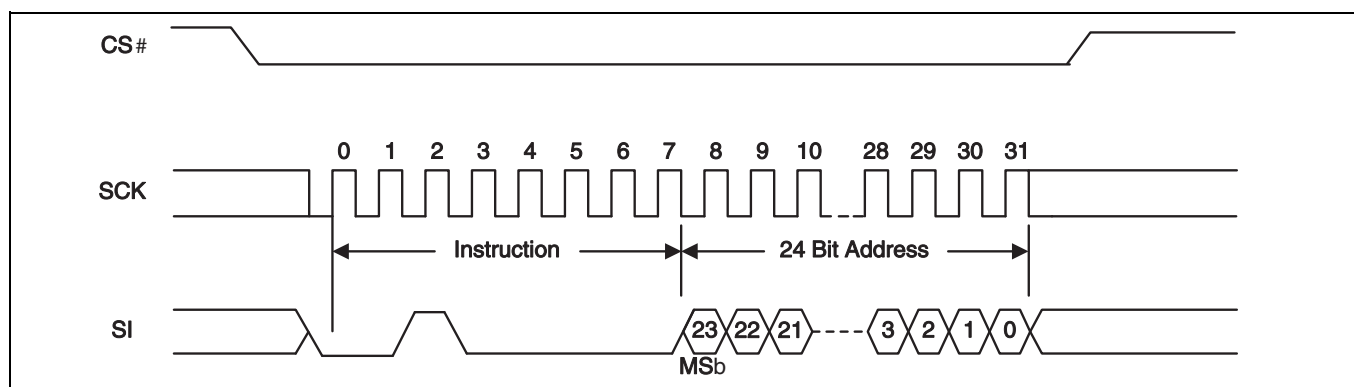 CS#
0 1 2 3 4 5 6 7 8 9 10 28 29 30 31
SCK
Instruction 24 Bit Address
SI 23 22 21 3 2 1 0
MSb